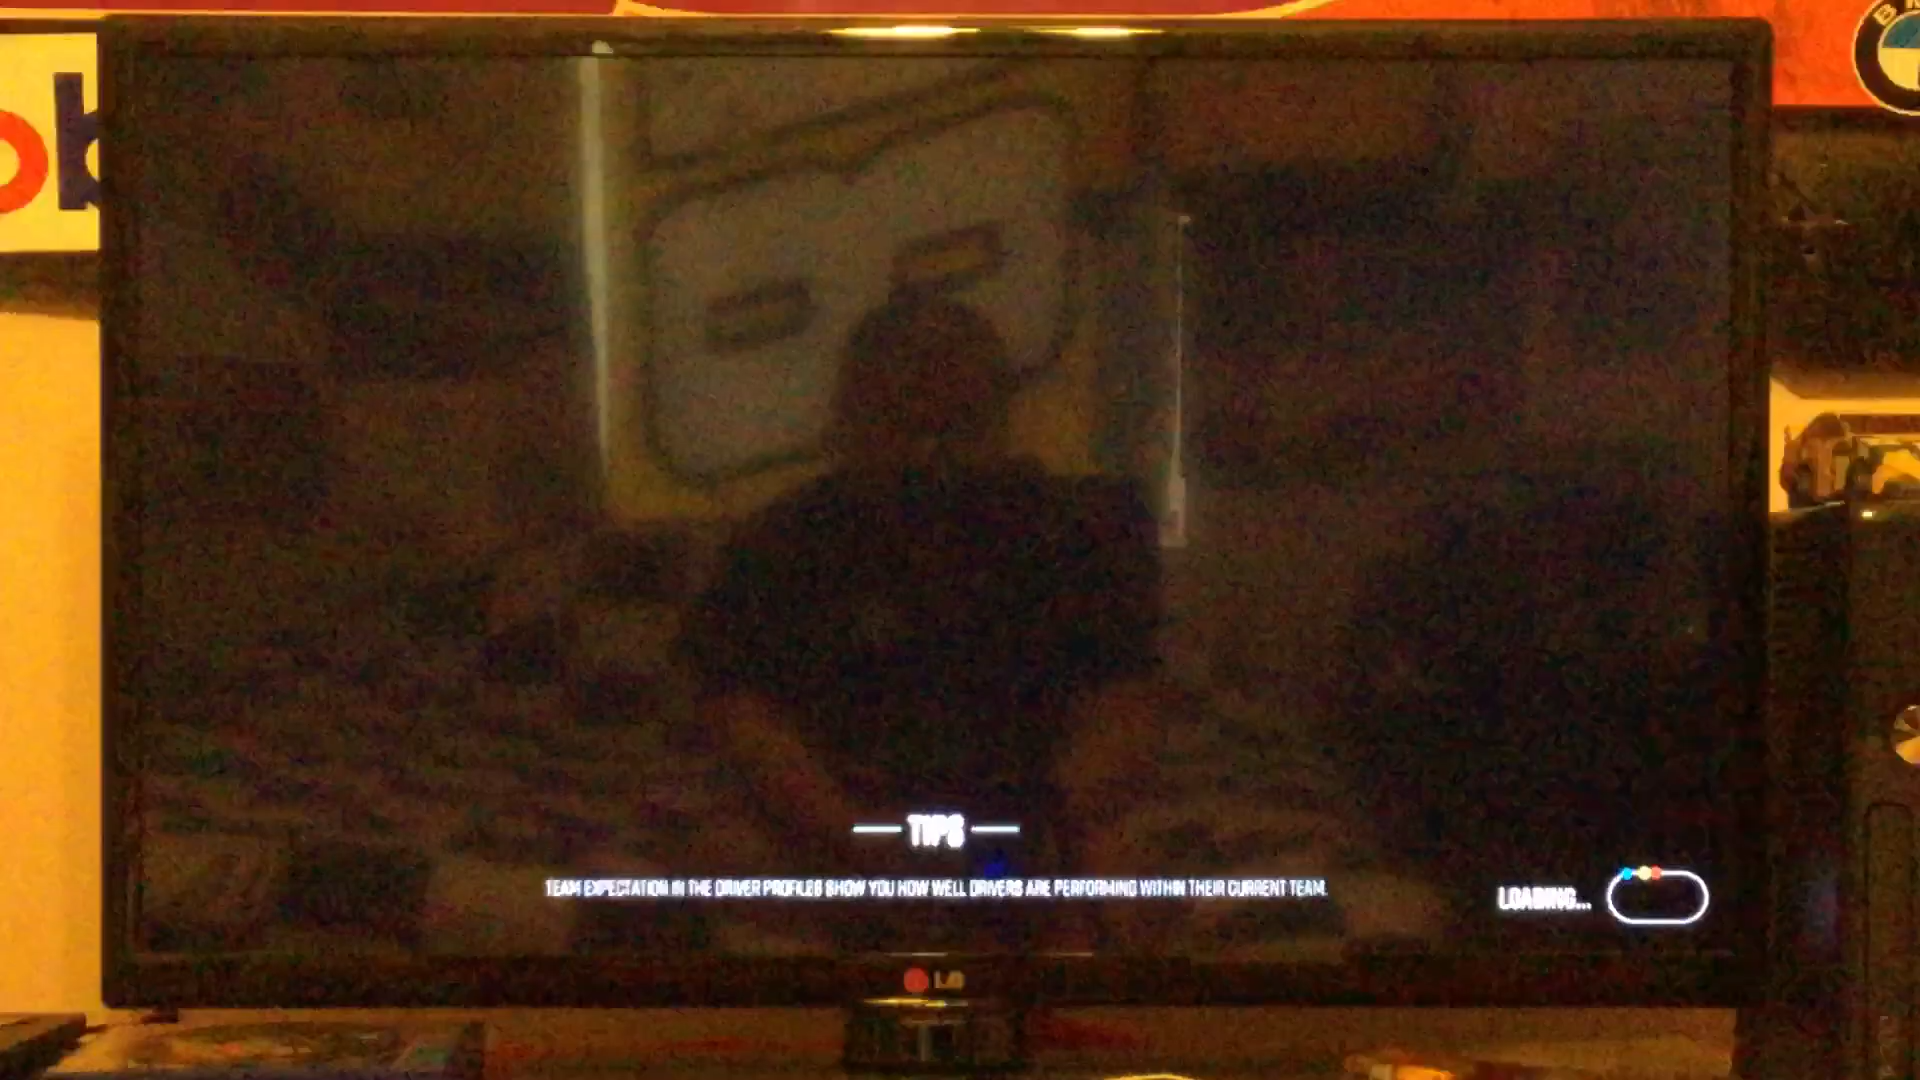 B M
ob
TIPS
TEAM EXPECTATION IN THE DRIVER PROFILES SHOW YOU HOW WELL DRIVERS ARE PERFORMING WITHIN THEIR CURRENT TEAM.
LOADING...
LG